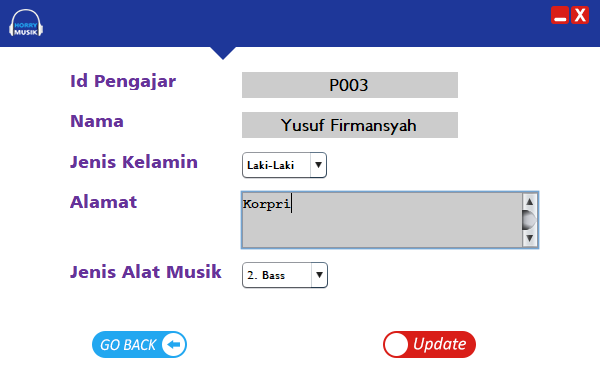 HORRY
MUSIK
X
Id Pengajar P003
Nama Yusuf Firmansyah
Jenis Kelamin Laki-Laki
Alamat Korpri
Jenis Alat Musik 2. Bass
GO BACK Update